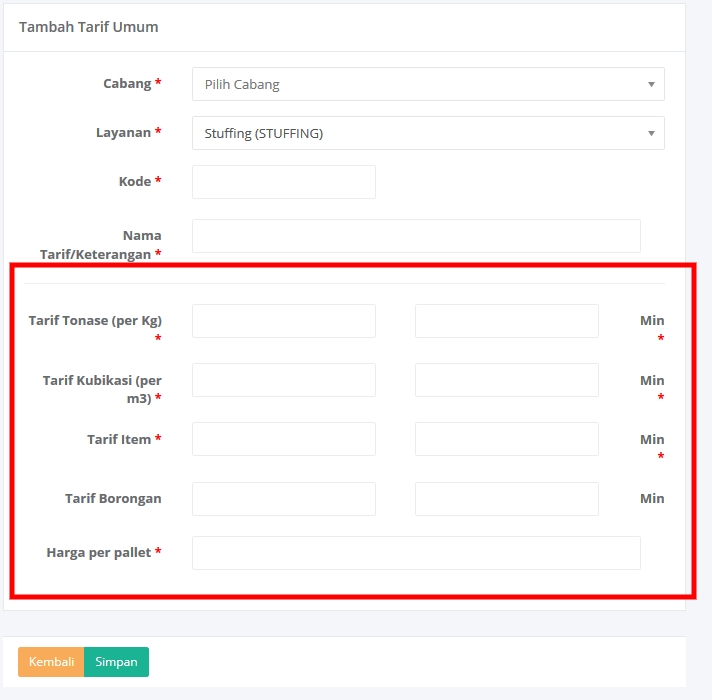 Tambah Tarif Umum
Cabang *
Pilih Cabang
Layanan *
Stuffing (STUFFING)
Kode *
Nama
Tarif/Keterangan *
Tarif Tonase (per Kg)
*
Min
*
Tarif Kubikasi (per
m3) *
Min
*
Tarif Item *
Min
*
Tarif Borongan
Min
Harga per pallet *
Kembali
Simpan